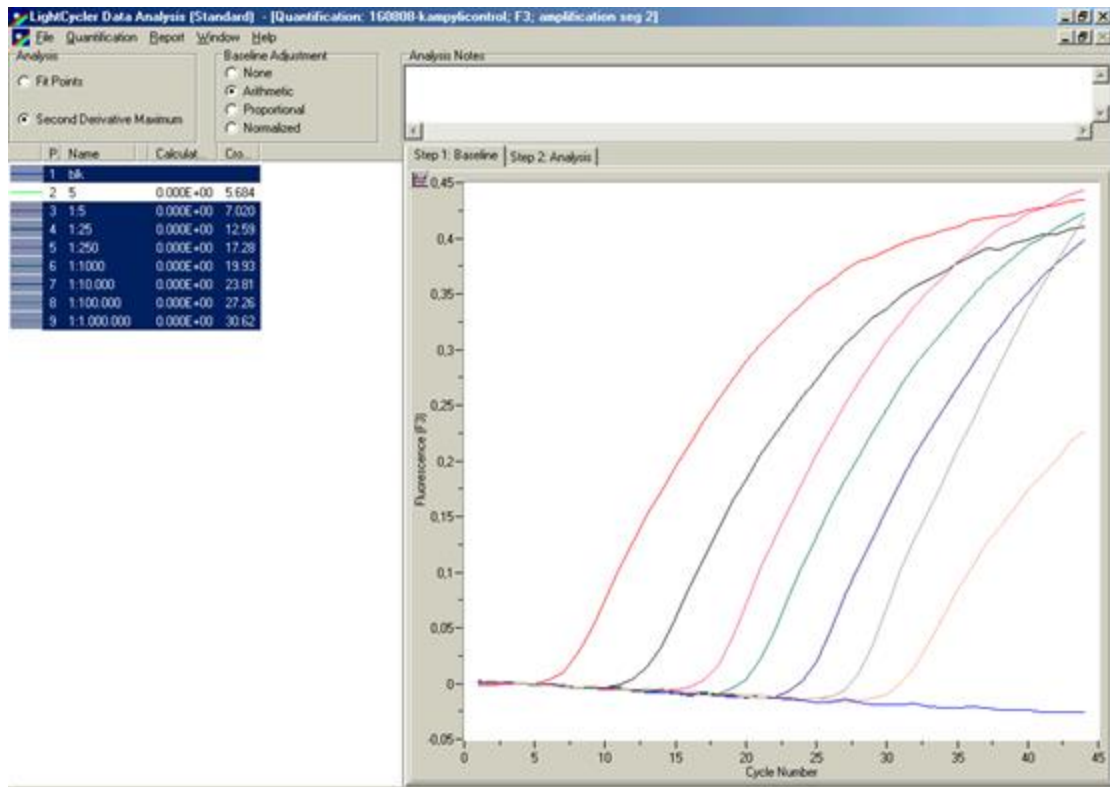 LightCycler Data Analysis (Standard) - [Quantification: 160808-kampylicontrol; F3; amplification seg 2]
File Quantification Report Window Help
Analysis
Fit Points
Second Derivative Maximum
Baseline Adjustment
None
Arithmetic
Proportional
Normalized
Analysis Notes
P. Name Calculat... Cro...
1 blk
2 5 0.000E+00 5.684
3 1:5 0.000E+00 7.020
4 1:25 0.000E+00 12.59
5 1:250 0.000E+00 17.28
6 1:1000 0.000E+00 19.93
7 1:10.000 0.000E+00 23.81
8 1:100.000 0.000E+00 27.26
9 1:1.000.000 0.000E+00 30.62
Step 1: Baseline Step 2: Analysis
0,45
0,4
0,35
0,3
0,25
0,2
0,15
0,1
0,05
0
-0,05
Fluorescence (F3)
0 5 10 15 20 25 30 35 40 45
Cycle Number